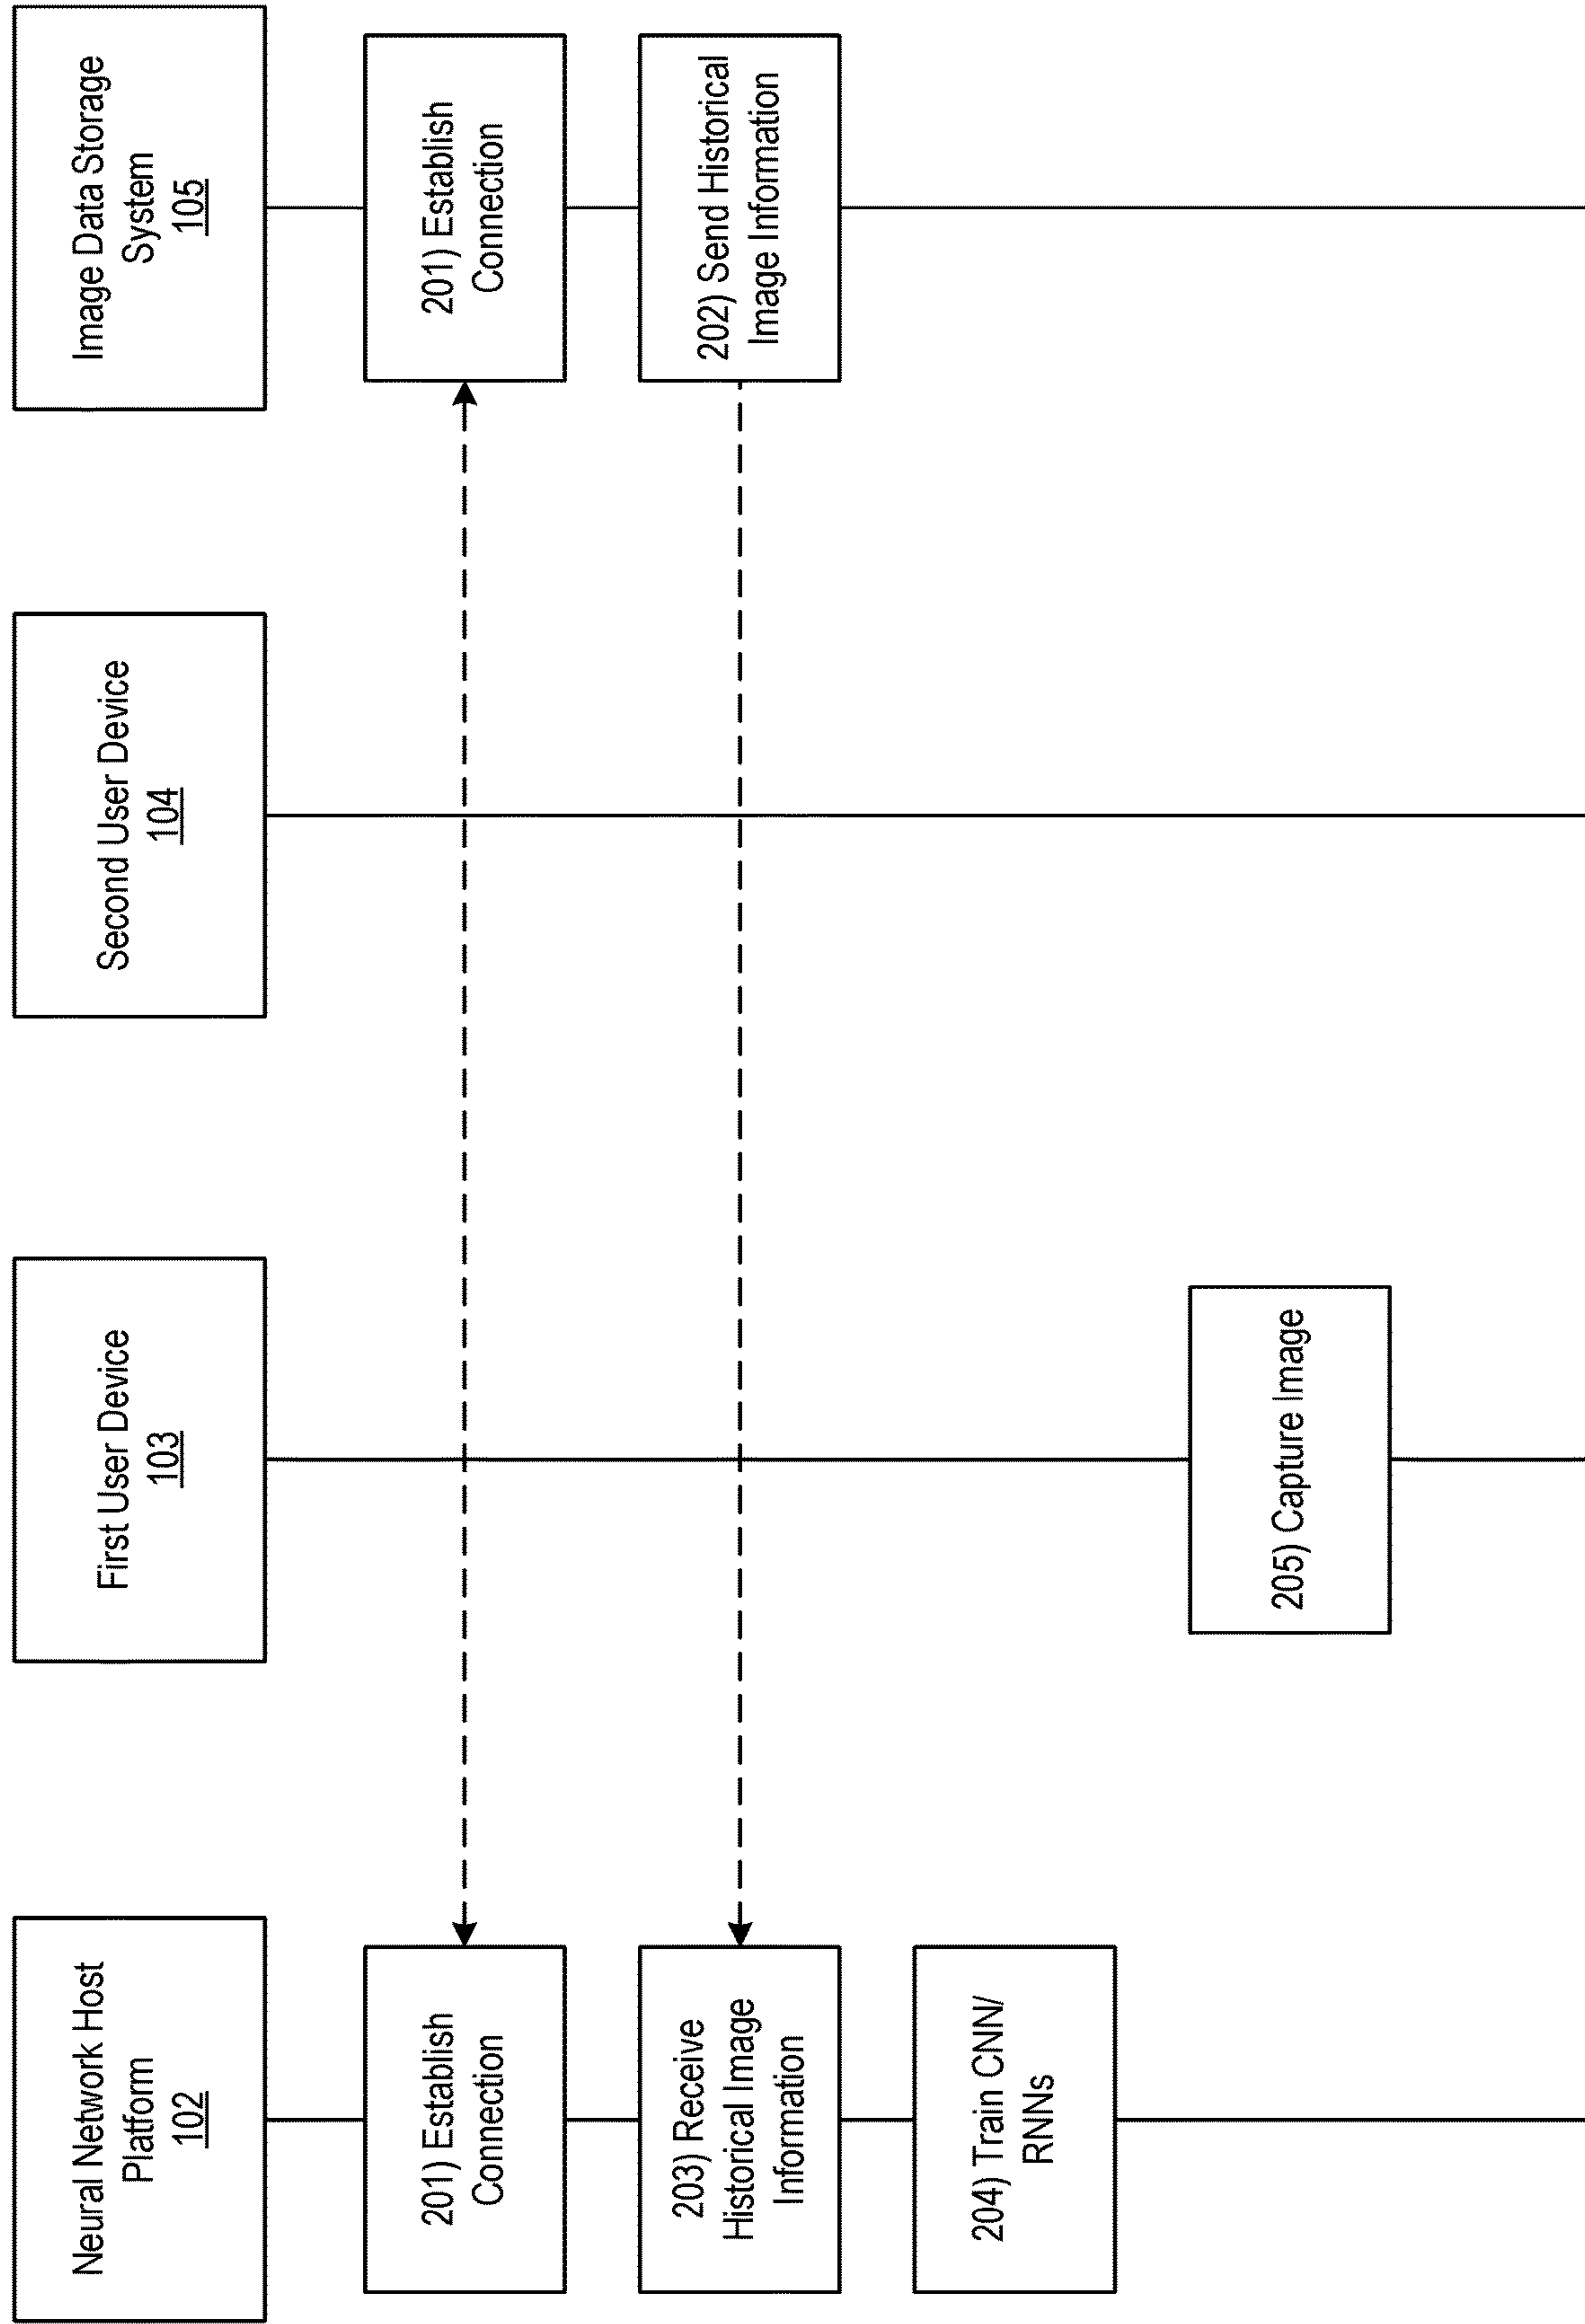 Neural Network Host
Platform
102
First User Device
103
Second User Device
104
Image Data Storage
System
105
201) Establish
Connection
201) Establish
Connection
203) Receive
Historical Image
Information
202) Send Historical
Image Information
204) Train CNN/
RNNs
205) Capture Image